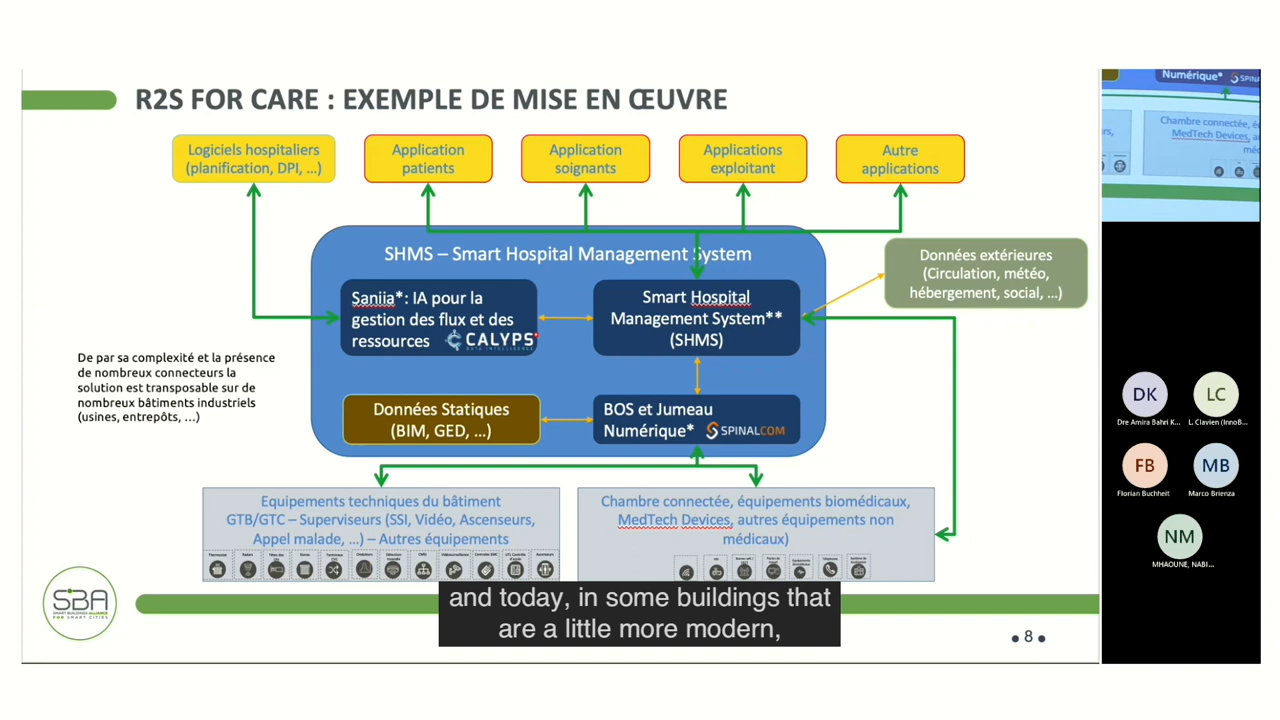 R2S FOR CARE : EXEMPLE DE MISE EN ŒUVRE
Logiciels hospitaliers
(planification, DPI, ...)
Application
patients
Application
soignants
Applications
exploitant
Autre
applications
SHMS – Smart Hospital Management System
Saniia*: IA pour la
gestion des flux et des
ressources
CALYPS
DATA INTELLIGENCE
Smart Hospital
Management System**
(SHMS)
Données extérieures
(Circulation, météo,
hébergement, social, ...)
De par sa complexité et la présence
de nombreux connecteurs la
solution est transposable sur de
nombreux bâtiments industriels
(usines, entrepôts, ...)
Données Statiques
(BIM, GED, ...)
BOS et Jumeau
Numérique*
SPINALCOM
Equipements techniques du bâtiment
GTB/GTC – Superviseurs (SSI, Vidéo, Ascenseurs,
Appel malade, ...) – Autres équipements
Chambre connectée, équipements biomédicaux,
MedTech Devices, autres équipements non
médicaux)
SBA
SMART BUILDINGS ALLIANCE
FOR SMART CITIES
and today, in some buildings that
are a little more modern,
• 8 •
Numérique*
Chambre connectée, é
MedTech Devices, au
DK
Dre Amira Bahri K...
LC
L. Clavien (InnoB...
FB
Florian Buchheit
MB
Marco Brienza
NM
MHAOUNE, NABI...